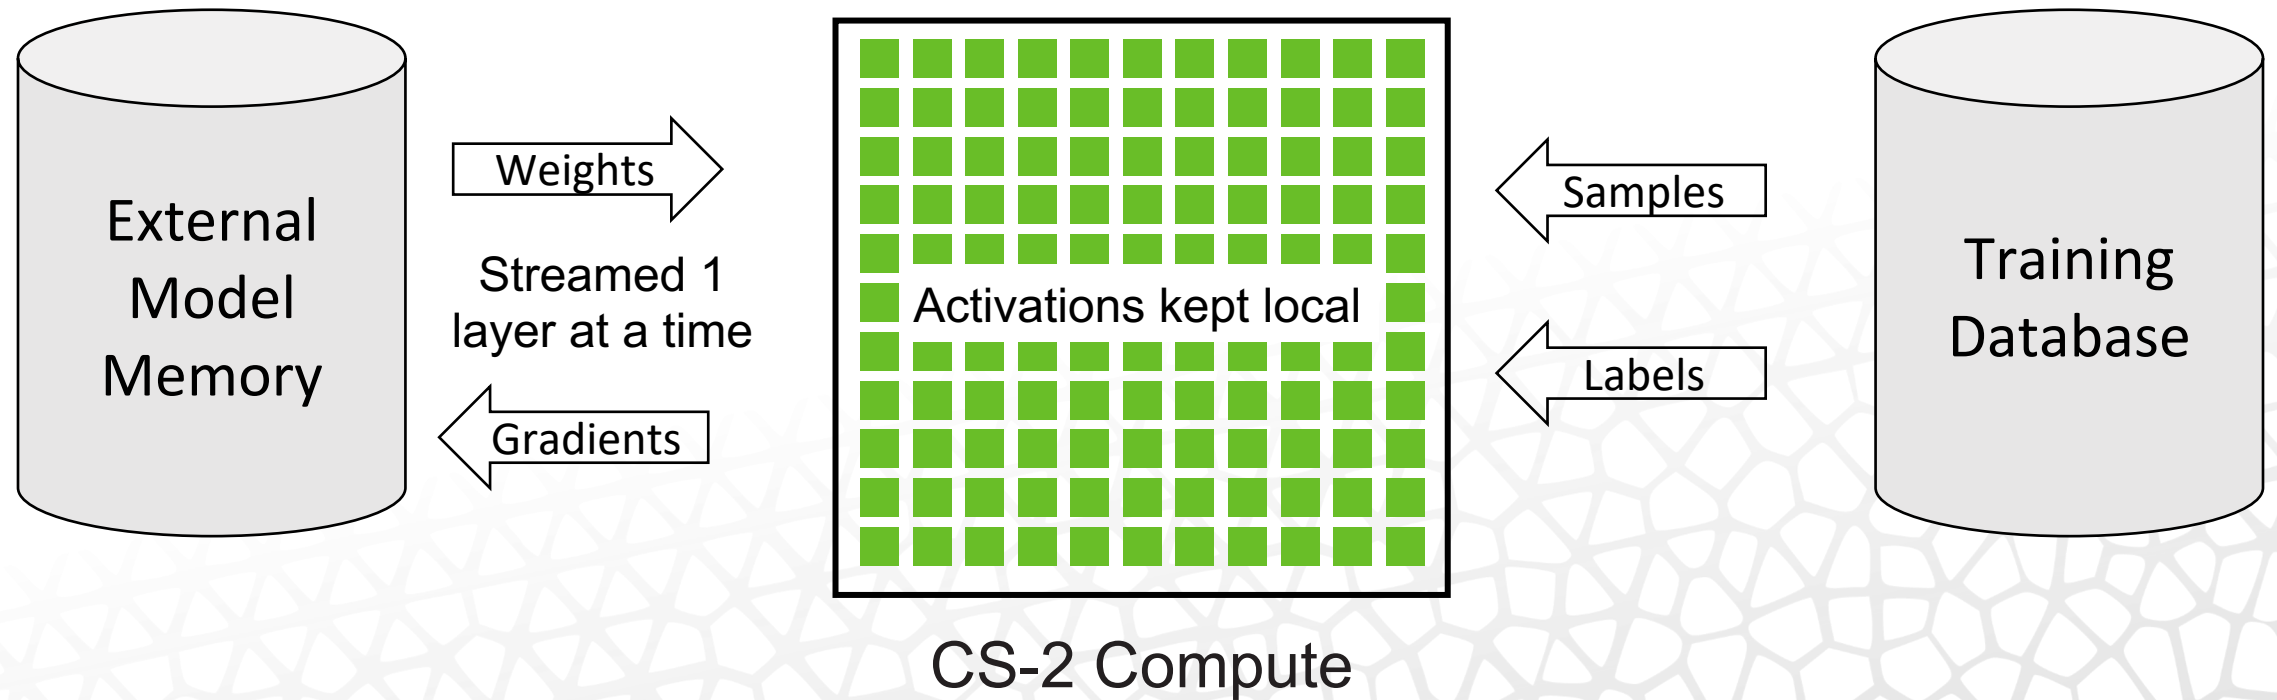 External
Model
Memory
Weights
Streamed 1
layer at a time
Gradients
Activations kept local
CS-2 Compute
Samples
Labels
Training
Database